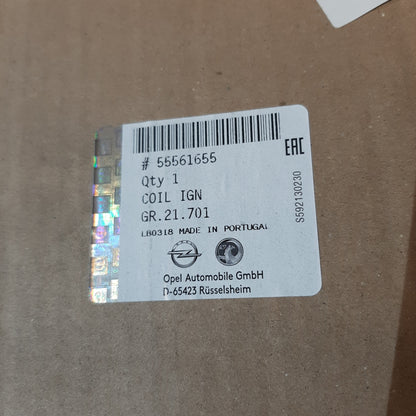 # 55561655
Qty 1
COIL IGN
GR.21.701
LB0318 MADE IN PORTUGAL
Opel Automobile GmbH
D-65423 Rüsselsheim
EAC
S592130230